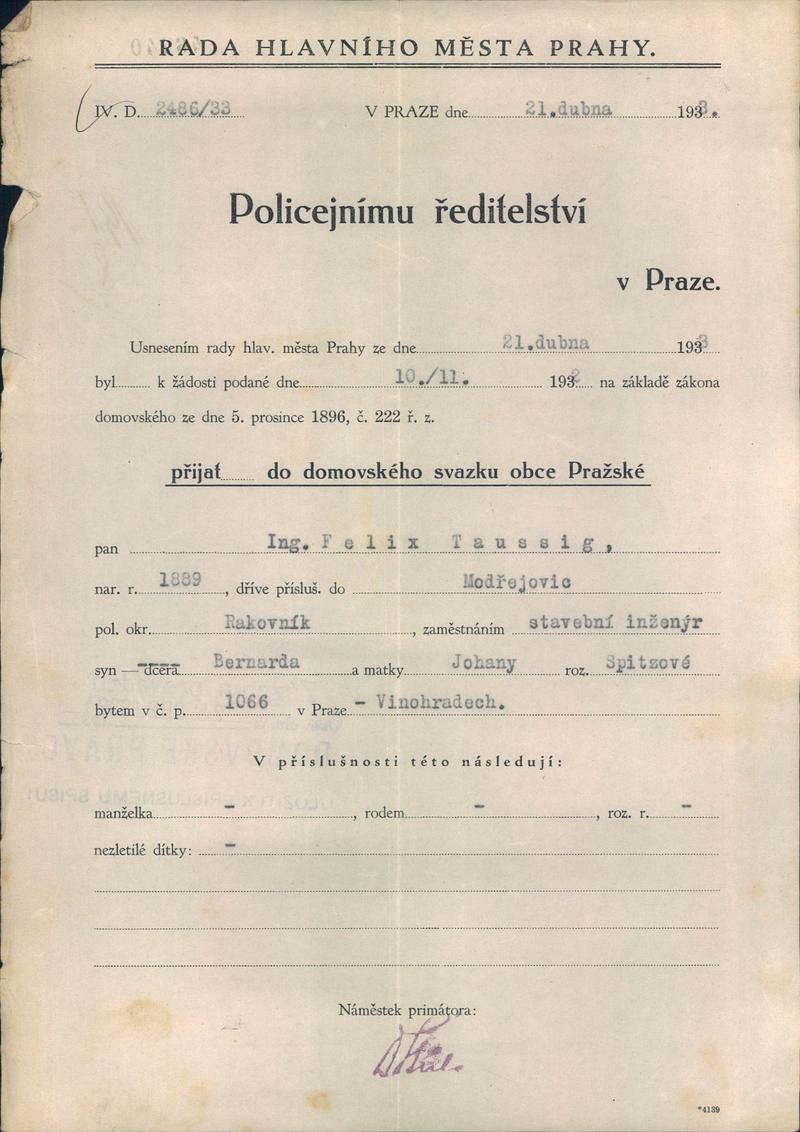 RADA HLAVNÍHO MĚSTA PRAHY.
IV. D. 2486/33 V PRAZE dne 21.dubna 1933.
Policejnímu ředitelství
v Praze.
Usnesením rady hlav. města Prahy ze dne 21.dubna 1933
byl k žádosti podané dne 10./11. 1932 na základě zákona
domovského ze dne 5. prosince 1896, č. 222 ř. z.
přijat do domovského svazku obce Pražské
pan Ing. Felix Taussig,
nar. r. 1889, dříve přísluš. do Modřejovic
pol. okr. Rakovník, zaměstnáním stavební inženýr
syn — dcera Bernarda a matky Johany roz. Spitzové
bytem v č. p. 1066 v Praze - Vinohradech.
V příslušnosti této následují:
manželka -, rodem -, roz. r. -
nezletilé dítky: -
Náměstek primátora:
*4139